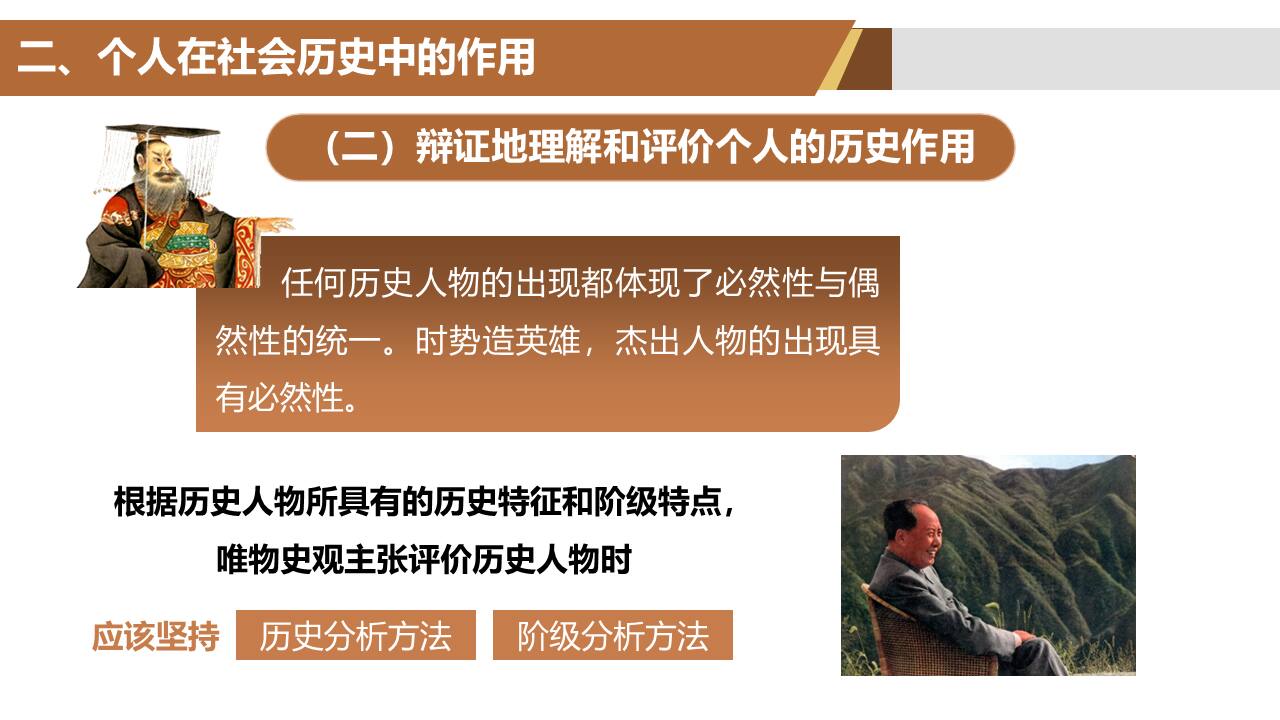 二、个人在社会历史中的作用
（二）辩证地理解和评价个人的历史作用
任何历史人物的出现都体现了必然性与偶
然性的统一。时势造英雄，杰出人物的出现具
有必然性。
根据历史人物所具有的历史特征和阶级特点，
唯物史观主张评价历史人物时
应该坚持 历史分析方法 阶级分析方法